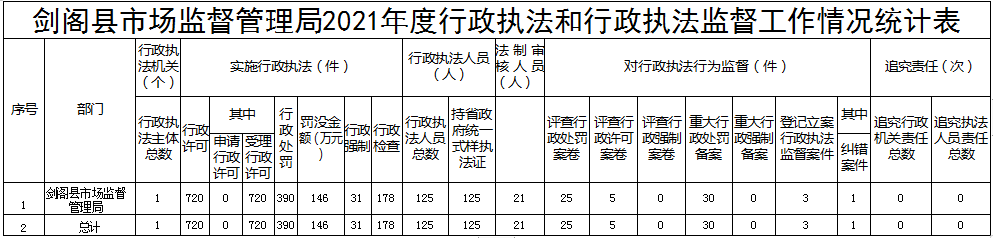 剑阁县市场监督管理局2021年度行政执法和行政执法监督工作情况统计表
序号
部门
行政执
法机关
（个）
实施行政执法（件）
行政执法人员
（人）
法制审
核人员
（人）
对行政执法行为监督（件）
追究责任（次）
行政执
法主体
总数
行政
许可
其中
申请
行政
许可
受理
行政
许可
行
政
处
罚
罚没金
额(万元
)
行政
强制
行政
检查
行政执
法人员
总数
持省政
府统一
式样执
法证
评查行
政处罚
案卷
评查行
政许可
案卷
评查行
政强制
案卷
重大行
政处罚
备案
重大行
政强制
备案
登记立案
行政执法
监督案件
其中
纠错
案件
追究行政
机关责任
总数
追究执法
人员责任
总数
1 剑阁县市场监督
管理局 1 720 0 720 390 146 31 178 125 125 21 25 5 0 30 0 3 1 0 0
2 总计 1 720 0 720 390 146 31 178 125 125 21 25 5 0 30 0 3 1 0 0